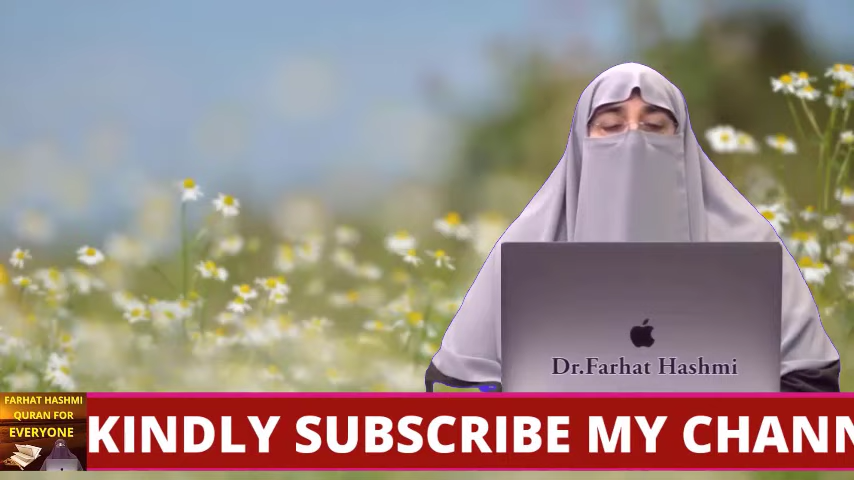 Dr.Farhat Hashmi
FARHAT HASHMI
QURAN FOR
EVERYONE
KINDLY SUBSCRIBE MY CHANN